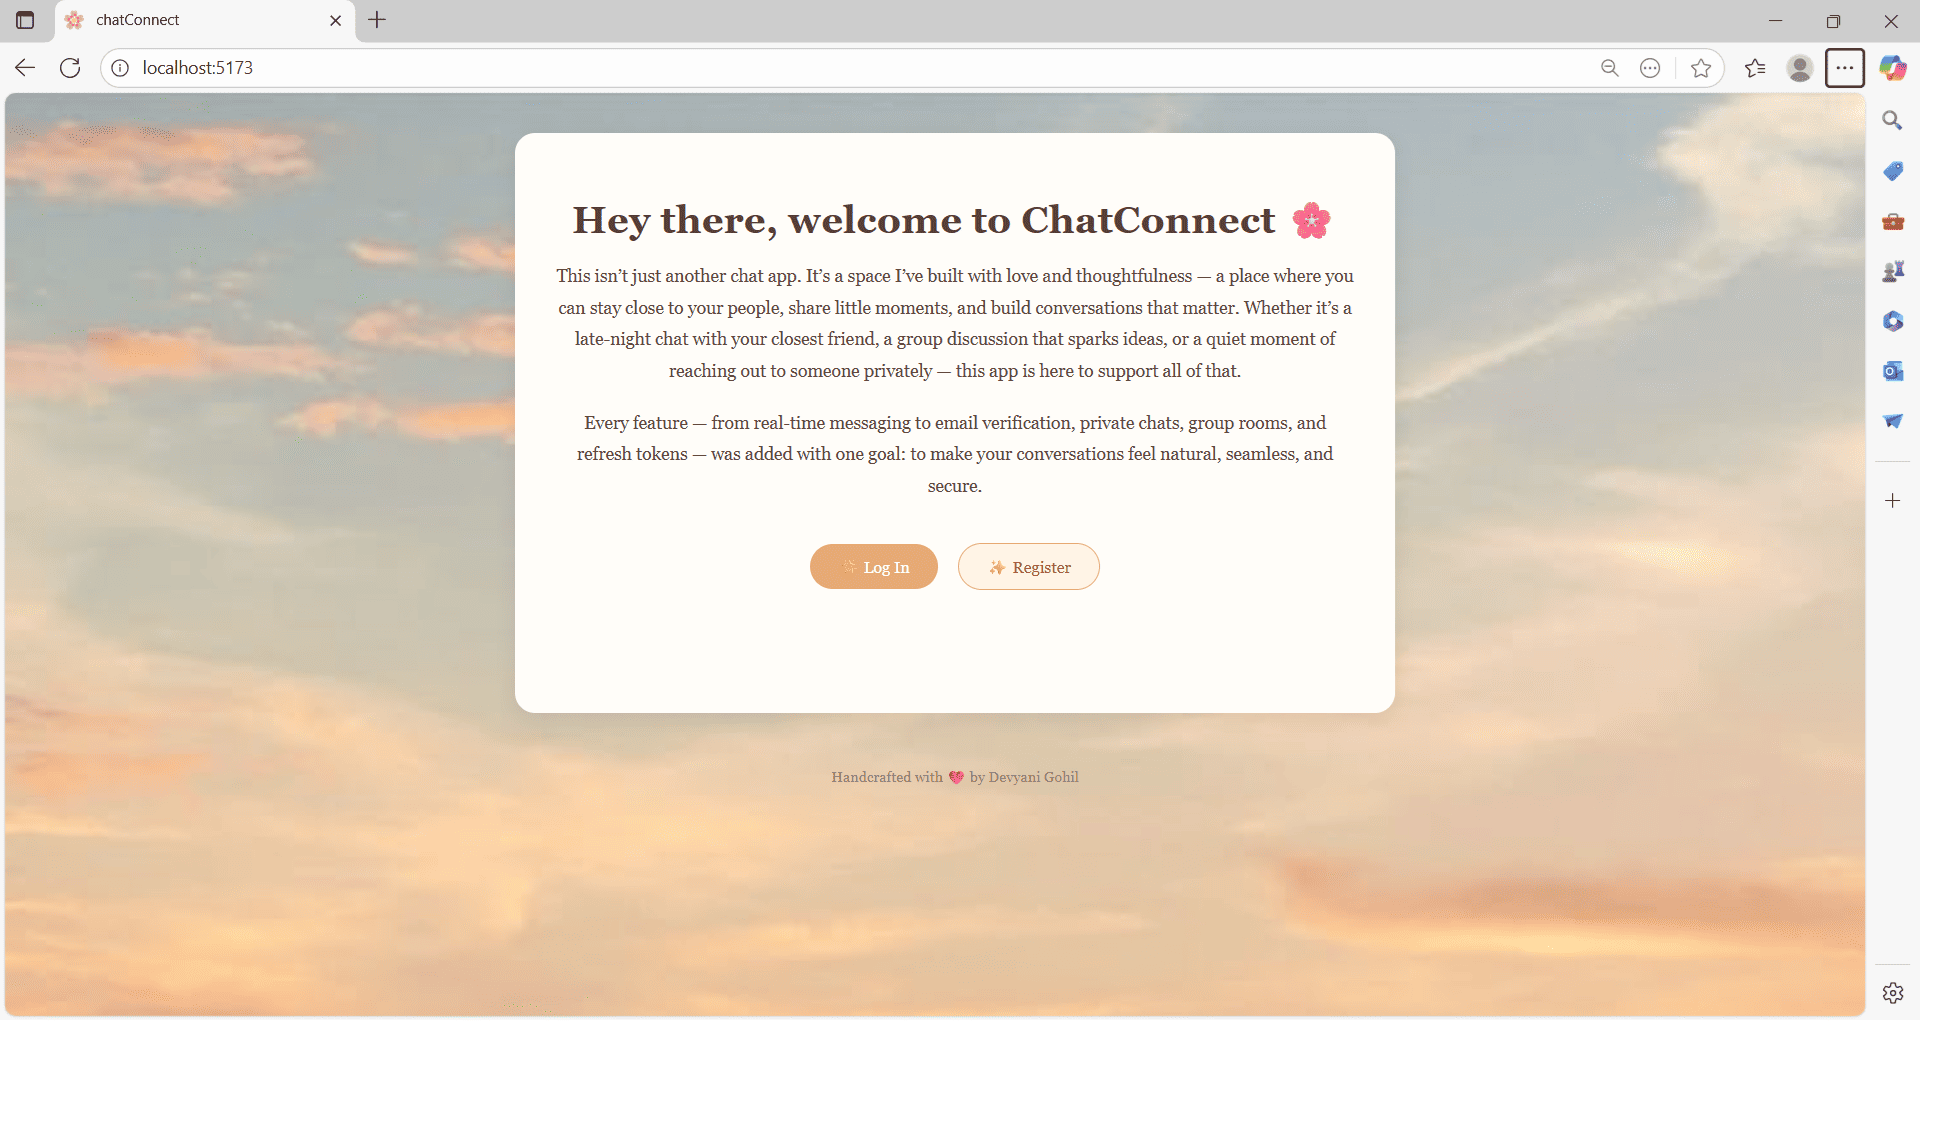 chatConnect
localhost:5173
Hey there, welcome to ChatConnect 🌸
This isn’t just another chat app. It’s a space I’ve built with love and thoughtfulness — a place where you
can stay close to your people, share little moments, and build conversations that matter. Whether it’s a
late-night chat with your closest friend, a group discussion that sparks ideas, or a quiet moment of
reaching out to someone privately — this app is here to support all of that.
Every feature — from real-time messaging to email verification, private chats, group rooms, and
refresh tokens — was added with one goal: to make your conversations feel natural, seamless, and
secure.
Log In
✨ Register
Handcrafted with 💖 by Devyani Gohil